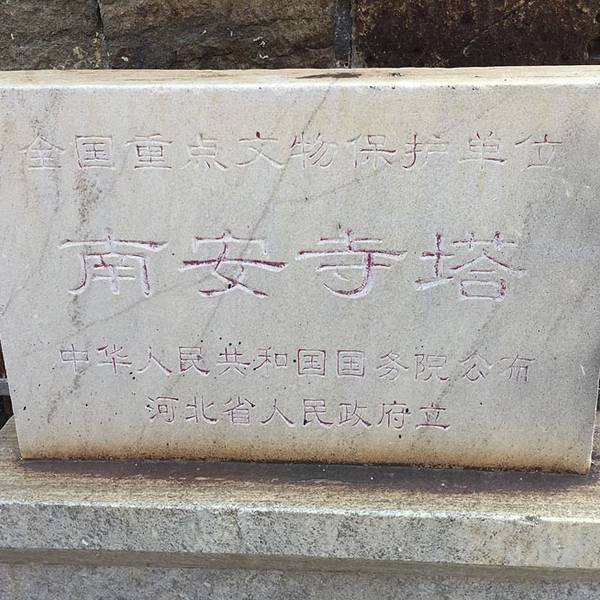 全国重点文物保护单位
南安寺塔
中华人民共和国国务院公布
河北省人民政府立